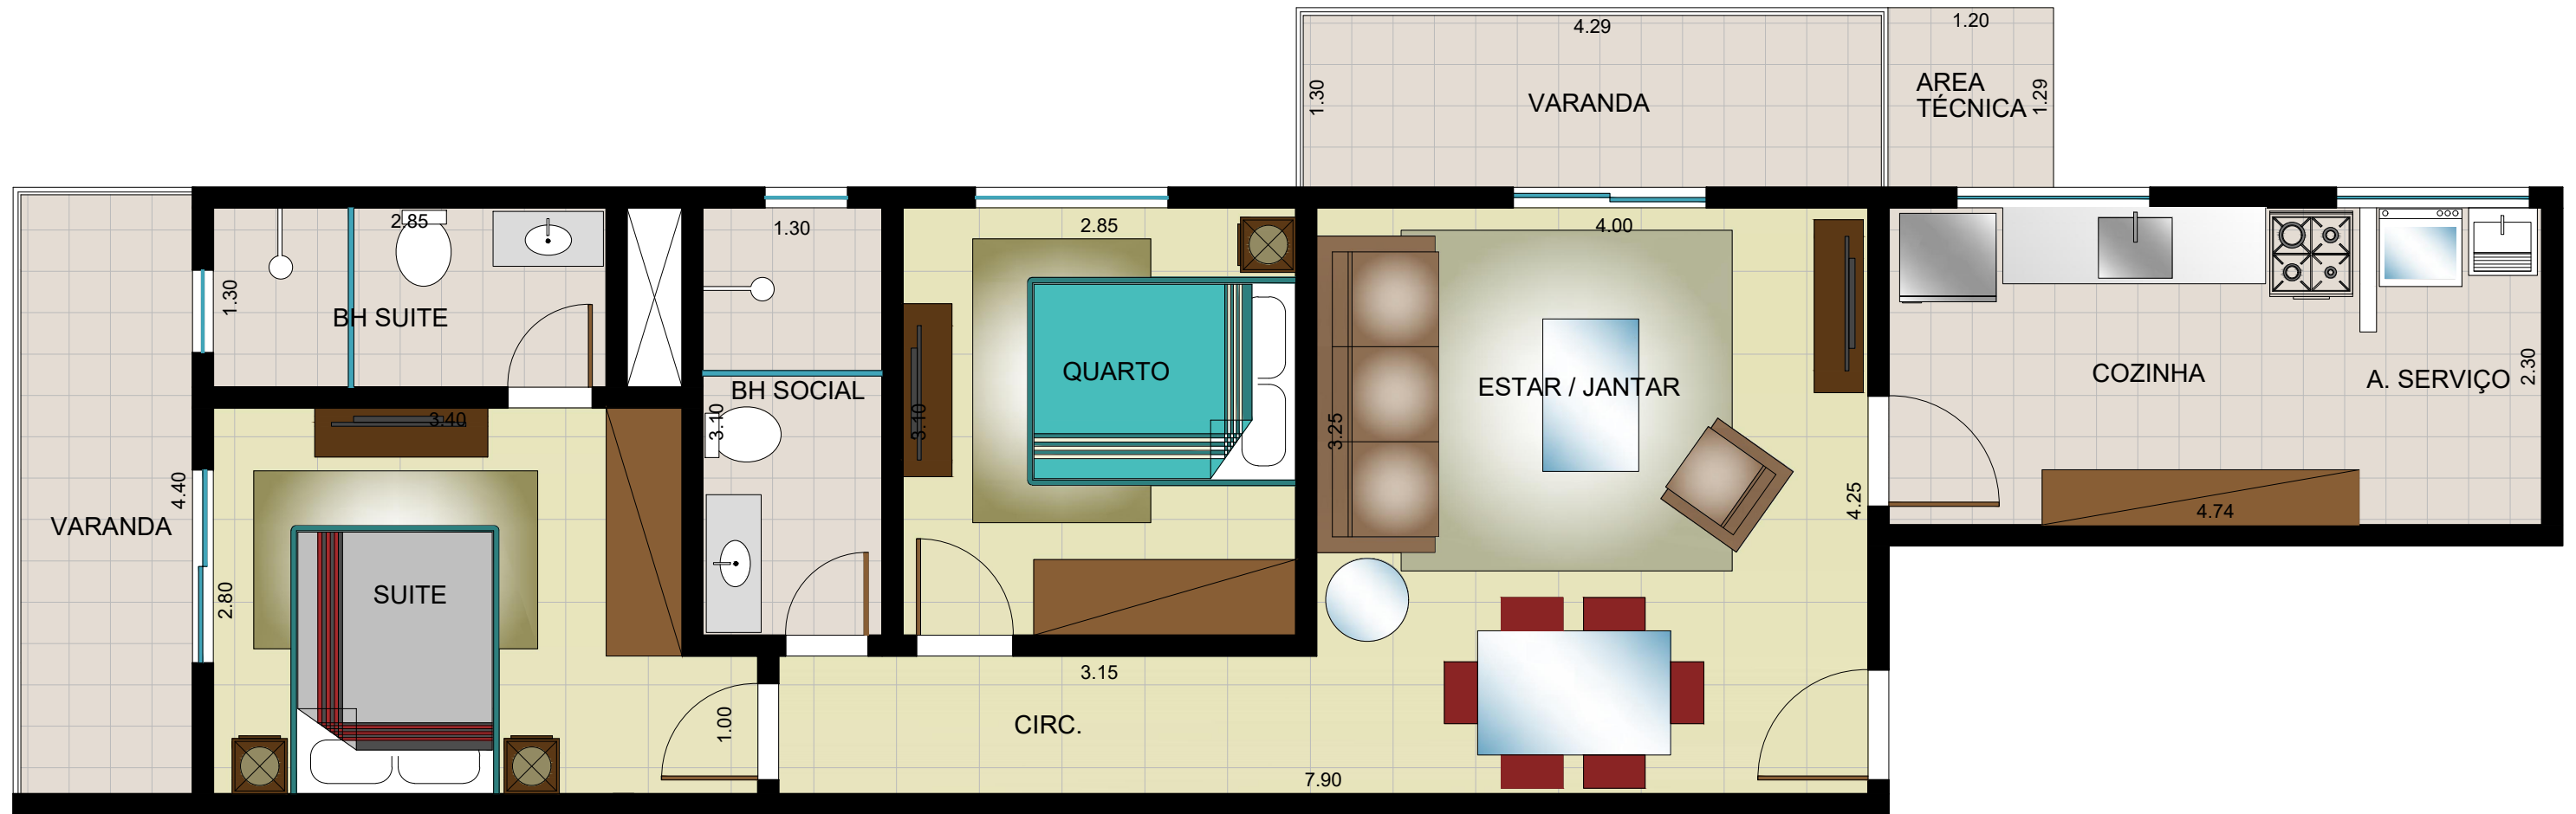 4.29
1.20
1.30
VARANDA
AREA
TÉCNICA
1.29
2.85
1.30
BH SUITE
1.30
2.85
4.00
BH SOCIAL
3.10
QUARTO
3.10
ESTAR / JANTAR
3.25
COZINHA
A. SERVIÇO
2.30
3.40
4.40
VARANDA
2.80
SUITE
4.25
4.74
3.15
1.00
CIRC.
7.90